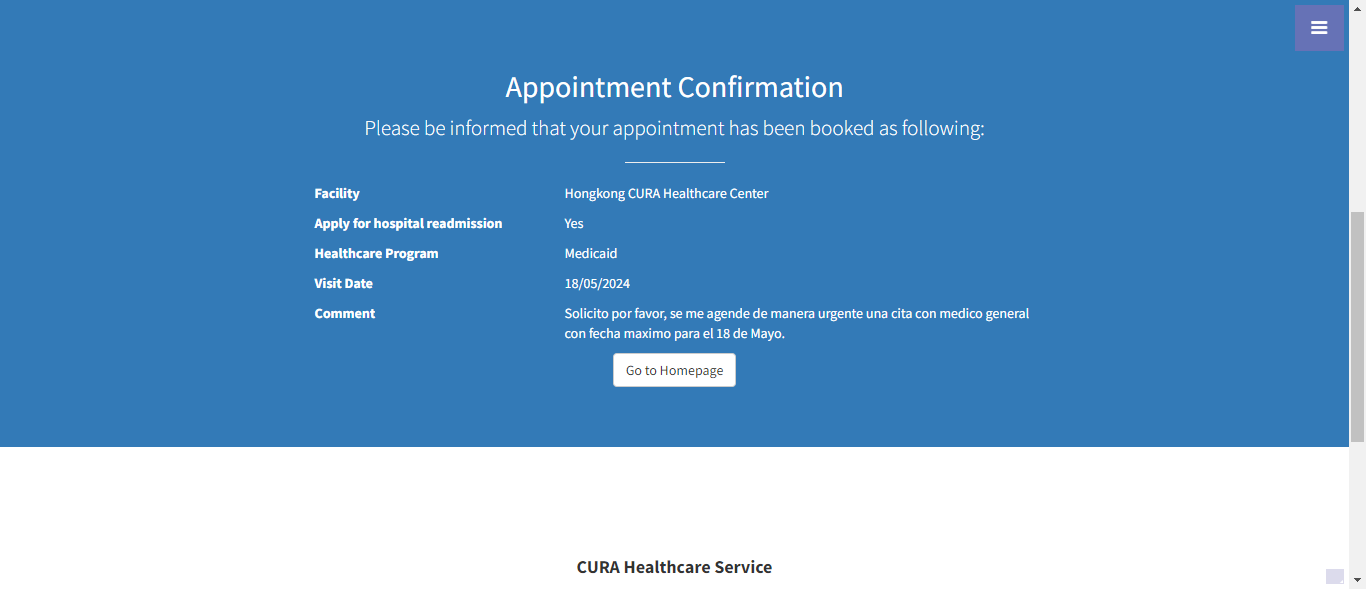 Appointment Confirmation
Please be informed that your appointment has been booked as following:
Facility Hongkong CURA Healthcare Center
Apply for hospital readmission Yes
Healthcare Program Medicaid
Visit Date 18/05/2024
Comment Solicito por favor, se me agende de manera urgente una cita con medico general
con fecha maximo para el 18 de Mayo.
Go to Homepage
CURA Healthcare Service